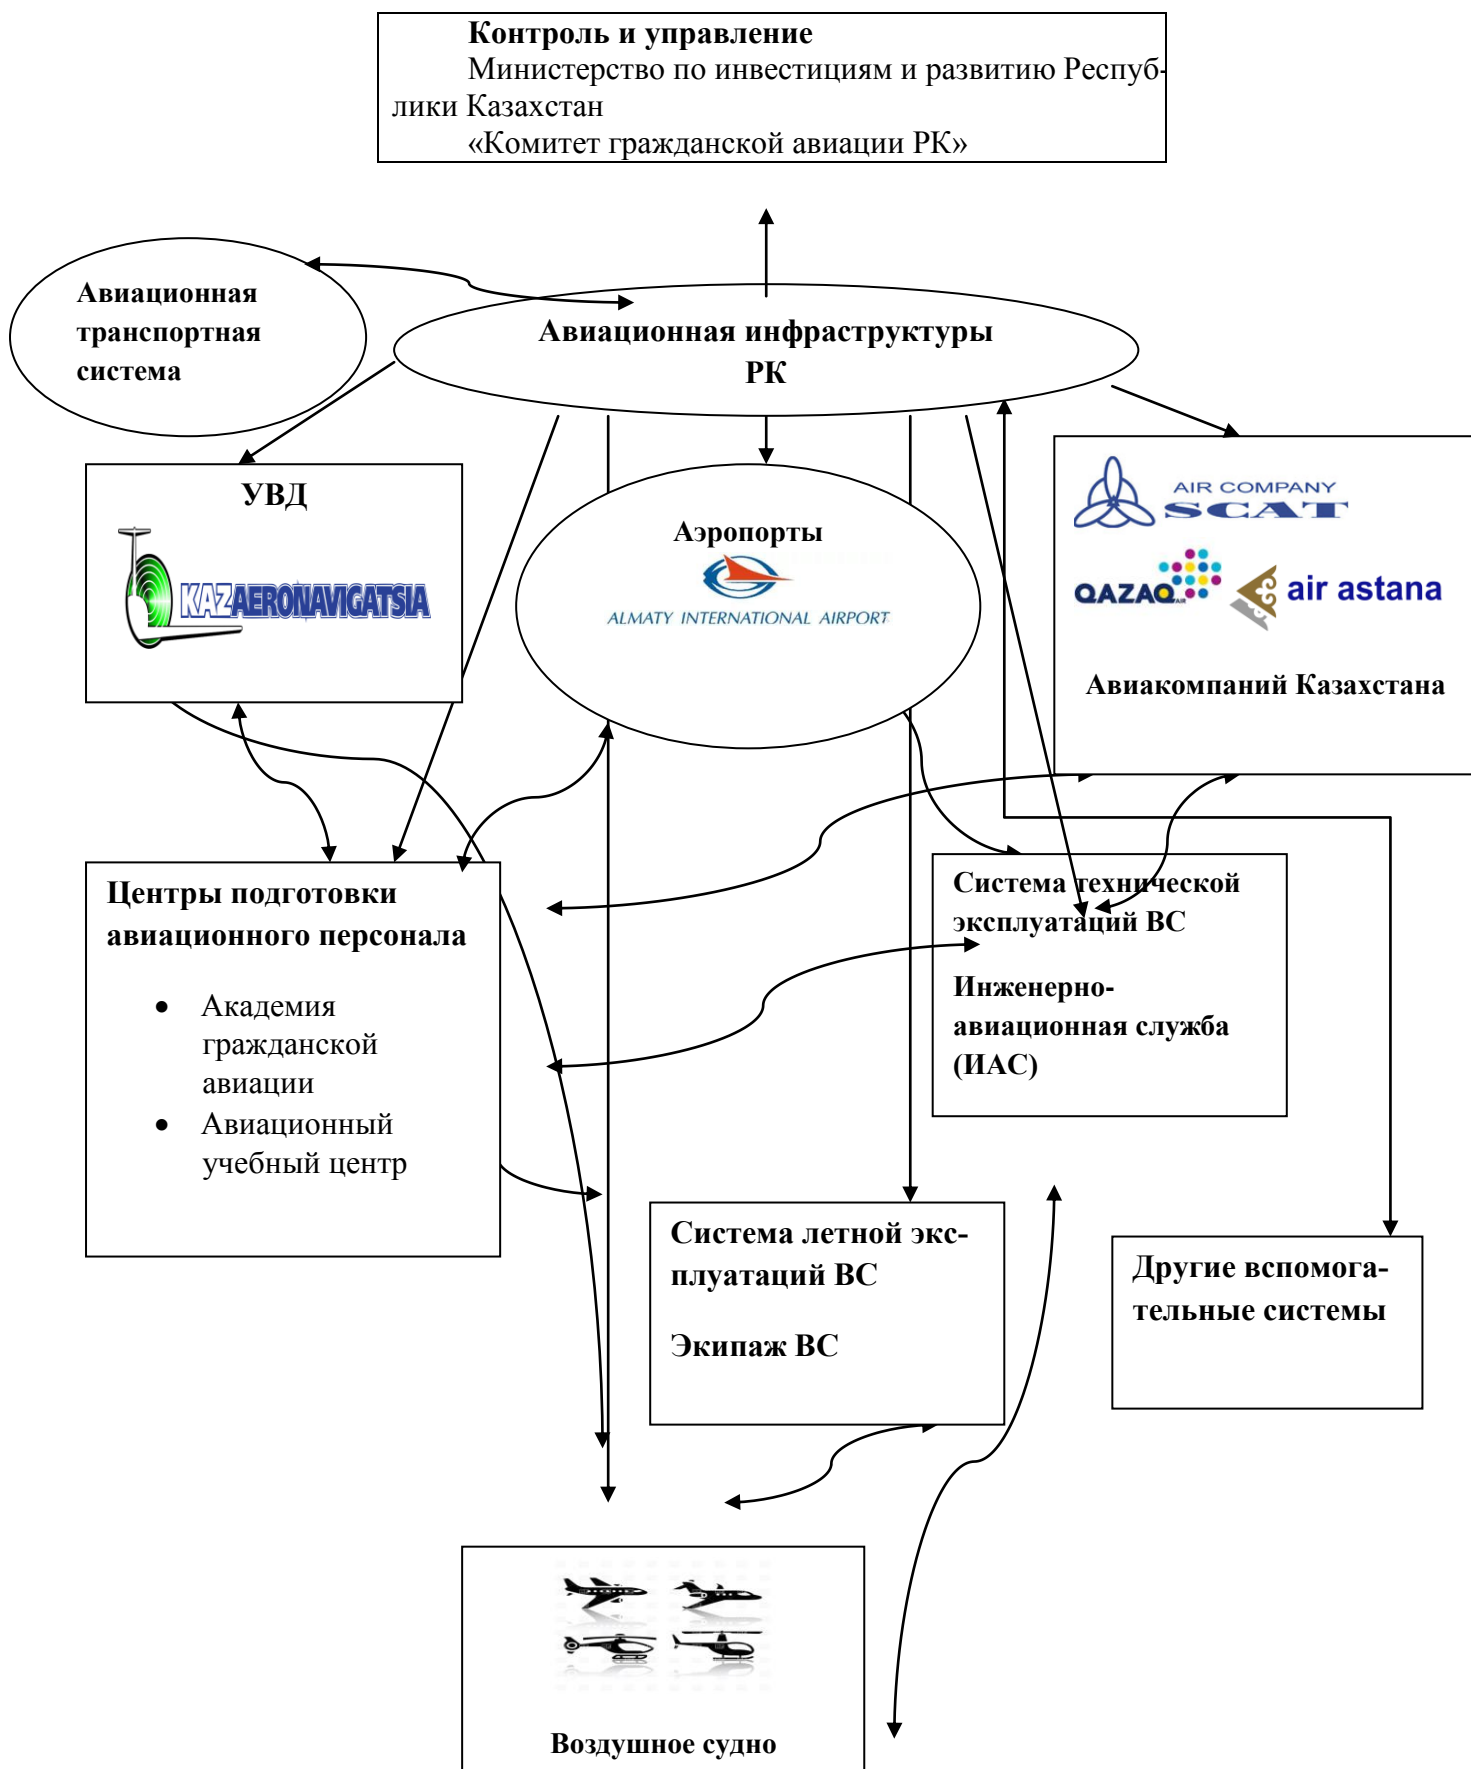 Контроль и управление
Министерство по инвестициям и развитию Респуб-
лики Казахстан
«Комитет гражданской авиации РК»
Авиационная
транспортная
система
Авиационная инфраструктуры
РК
УВД
KAZAERONAVIGATSIA
Аэропорты
ALMATY INTERNATIONAL AIRPORT
AIR COMPANY
SCAT
QAZAQ
AIR
air astana
Авиакомпаний Казахстана
Центры подготовки
авиационного персонала
• Академия
гражданской
авиации
• Авиационный
учебный центр
Система технической
эксплуатаций ВС
Инженерно-
авиационная служба
(ИАС)
Система летной экс-
плуатаций ВС
Экипаж ВС
Другие вспомога-
тельные системы
Воздушное судно